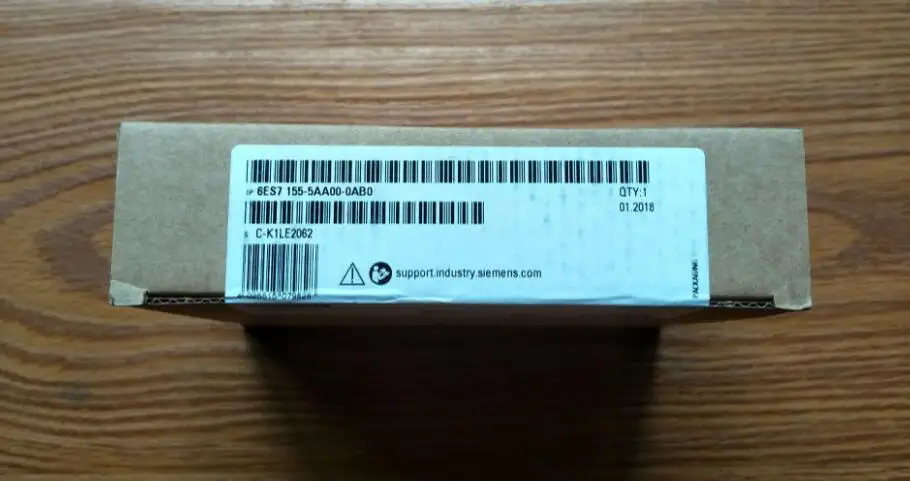 1P 6ES7 155-5AA00-0AB0
QTY:1
01.2018
S C-K1LE2062
support.industry.siemens.com
PACKAGING